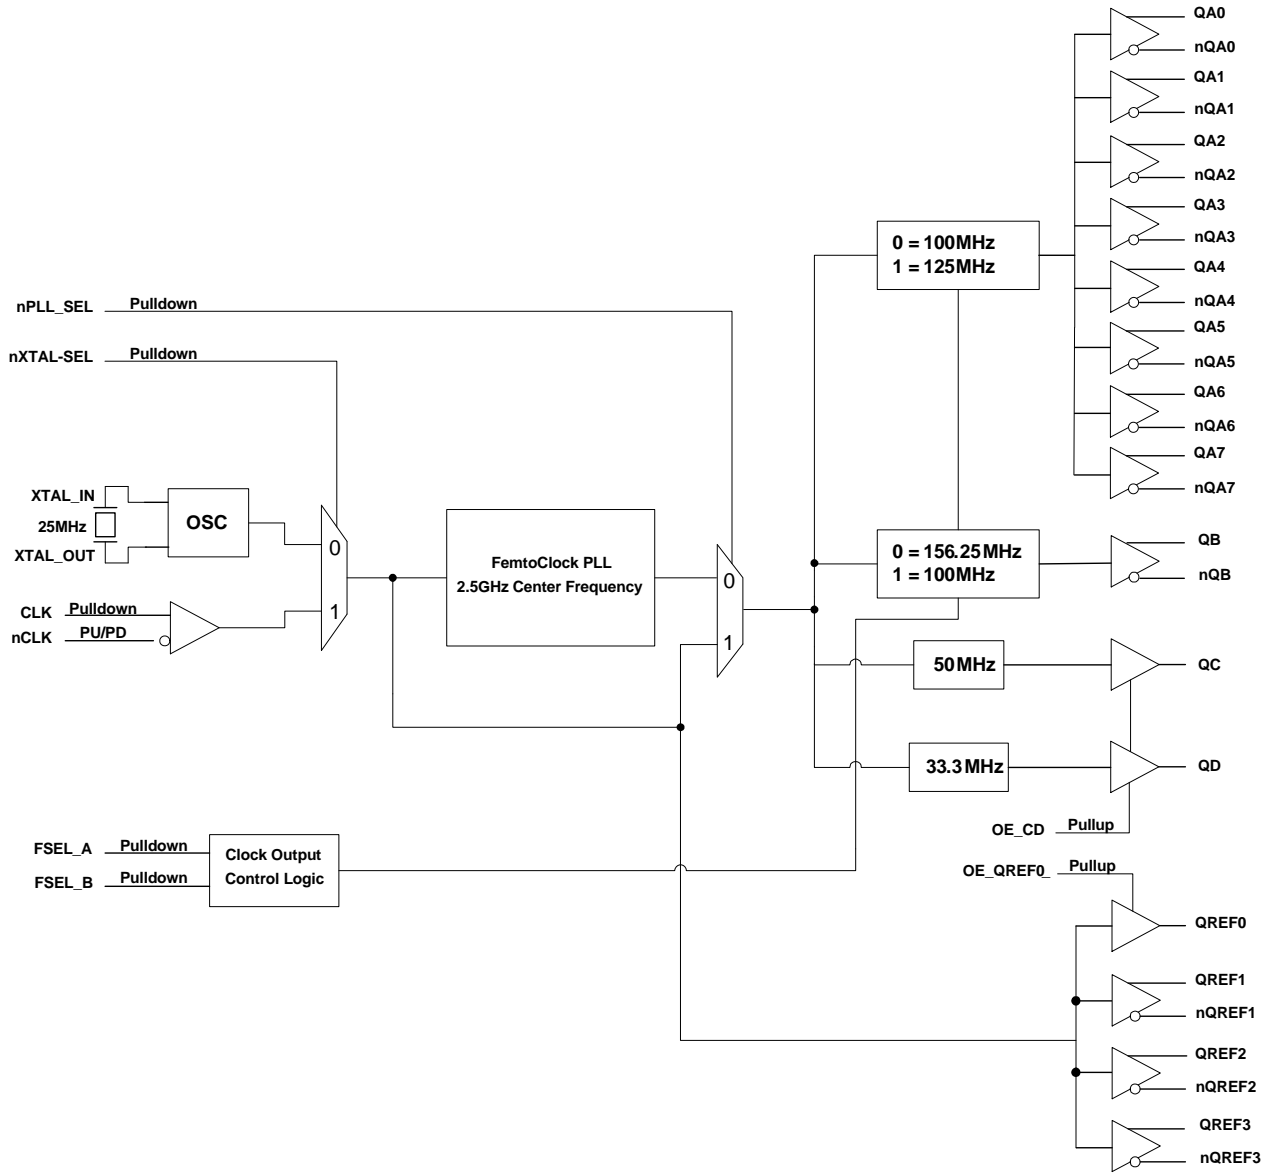 QA0
nQA0
QA1
nQA1
QA2
nQA2
QA3
nQA3
QA4
nQA4
QA5
nQA5
QA6
nQA6
QA7
nQA7
0 = 100MHz
1 = 125MHz
nPLL_SEL Pulldown
nXTAL-SEL Pulldown
XTAL_IN
25MHz
XTAL_OUT
OSC
0
1
CLK Pulldown
nCLK PU/PD
FemtoClock PLL
2.5GHz Center Frequency
0
1
0 = 156.25MHz
1 = 100MHz
QB
nQB
50MHz
QC
33.3MHz
QD
OE_CD Pullup
FSEL_A Pulldown
FSEL_B Pulldown
Clock Output
Control Logic
OE_QREF0_ Pullup
QREF0
QREF1
nQREF1
QREF2
nQREF2
QREF3
nQREF3